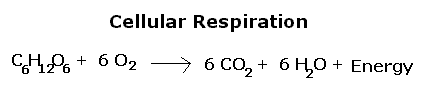 Cellular Respiration
C₆H₁₂O₆ + 6 O₂ ⟶ 6 CO₂ + 6 H₂O + Energy